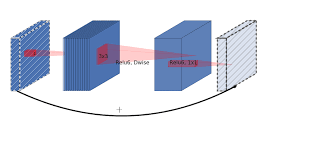 3x3
Relu6, Dwise
Relu6, 1x1
+